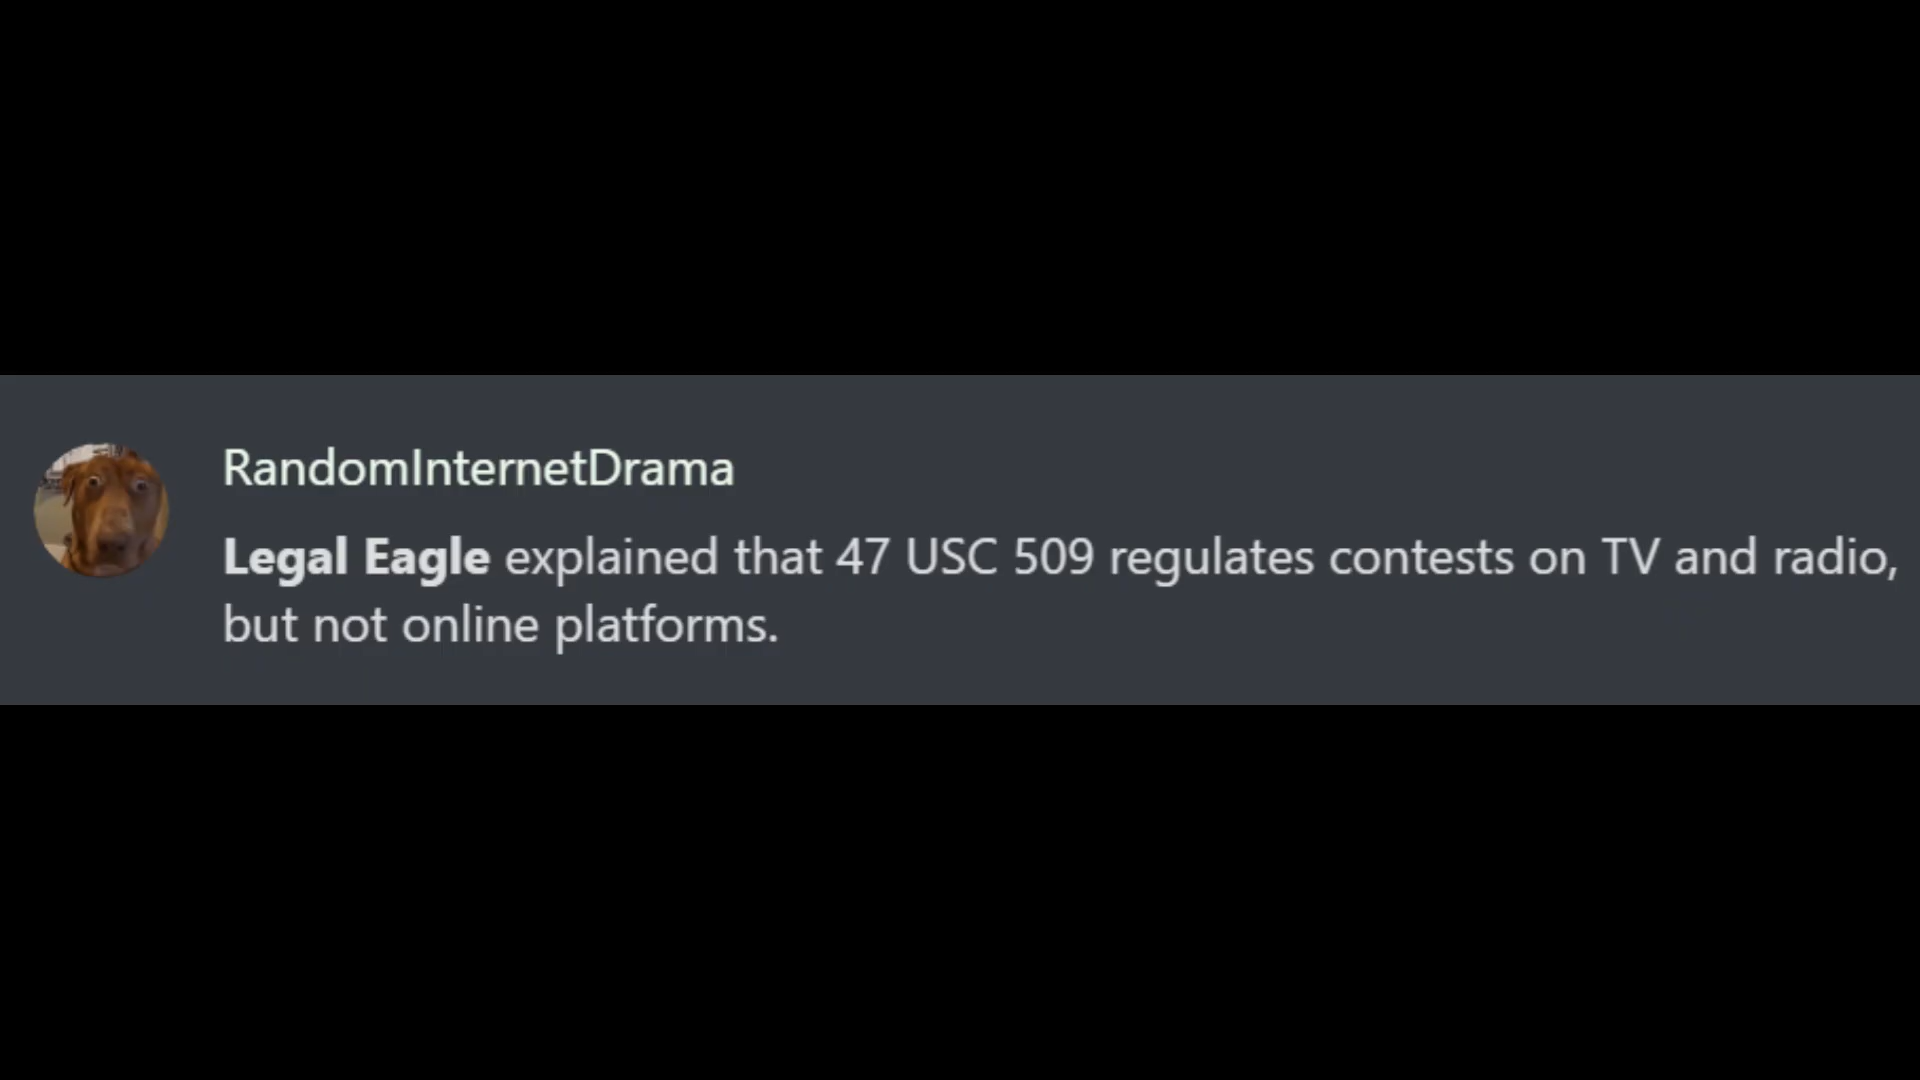 RandomInternetDrama
Legal Eagle explained that 47 USC 509 regulates contests on TV and radio,
but not online platforms.